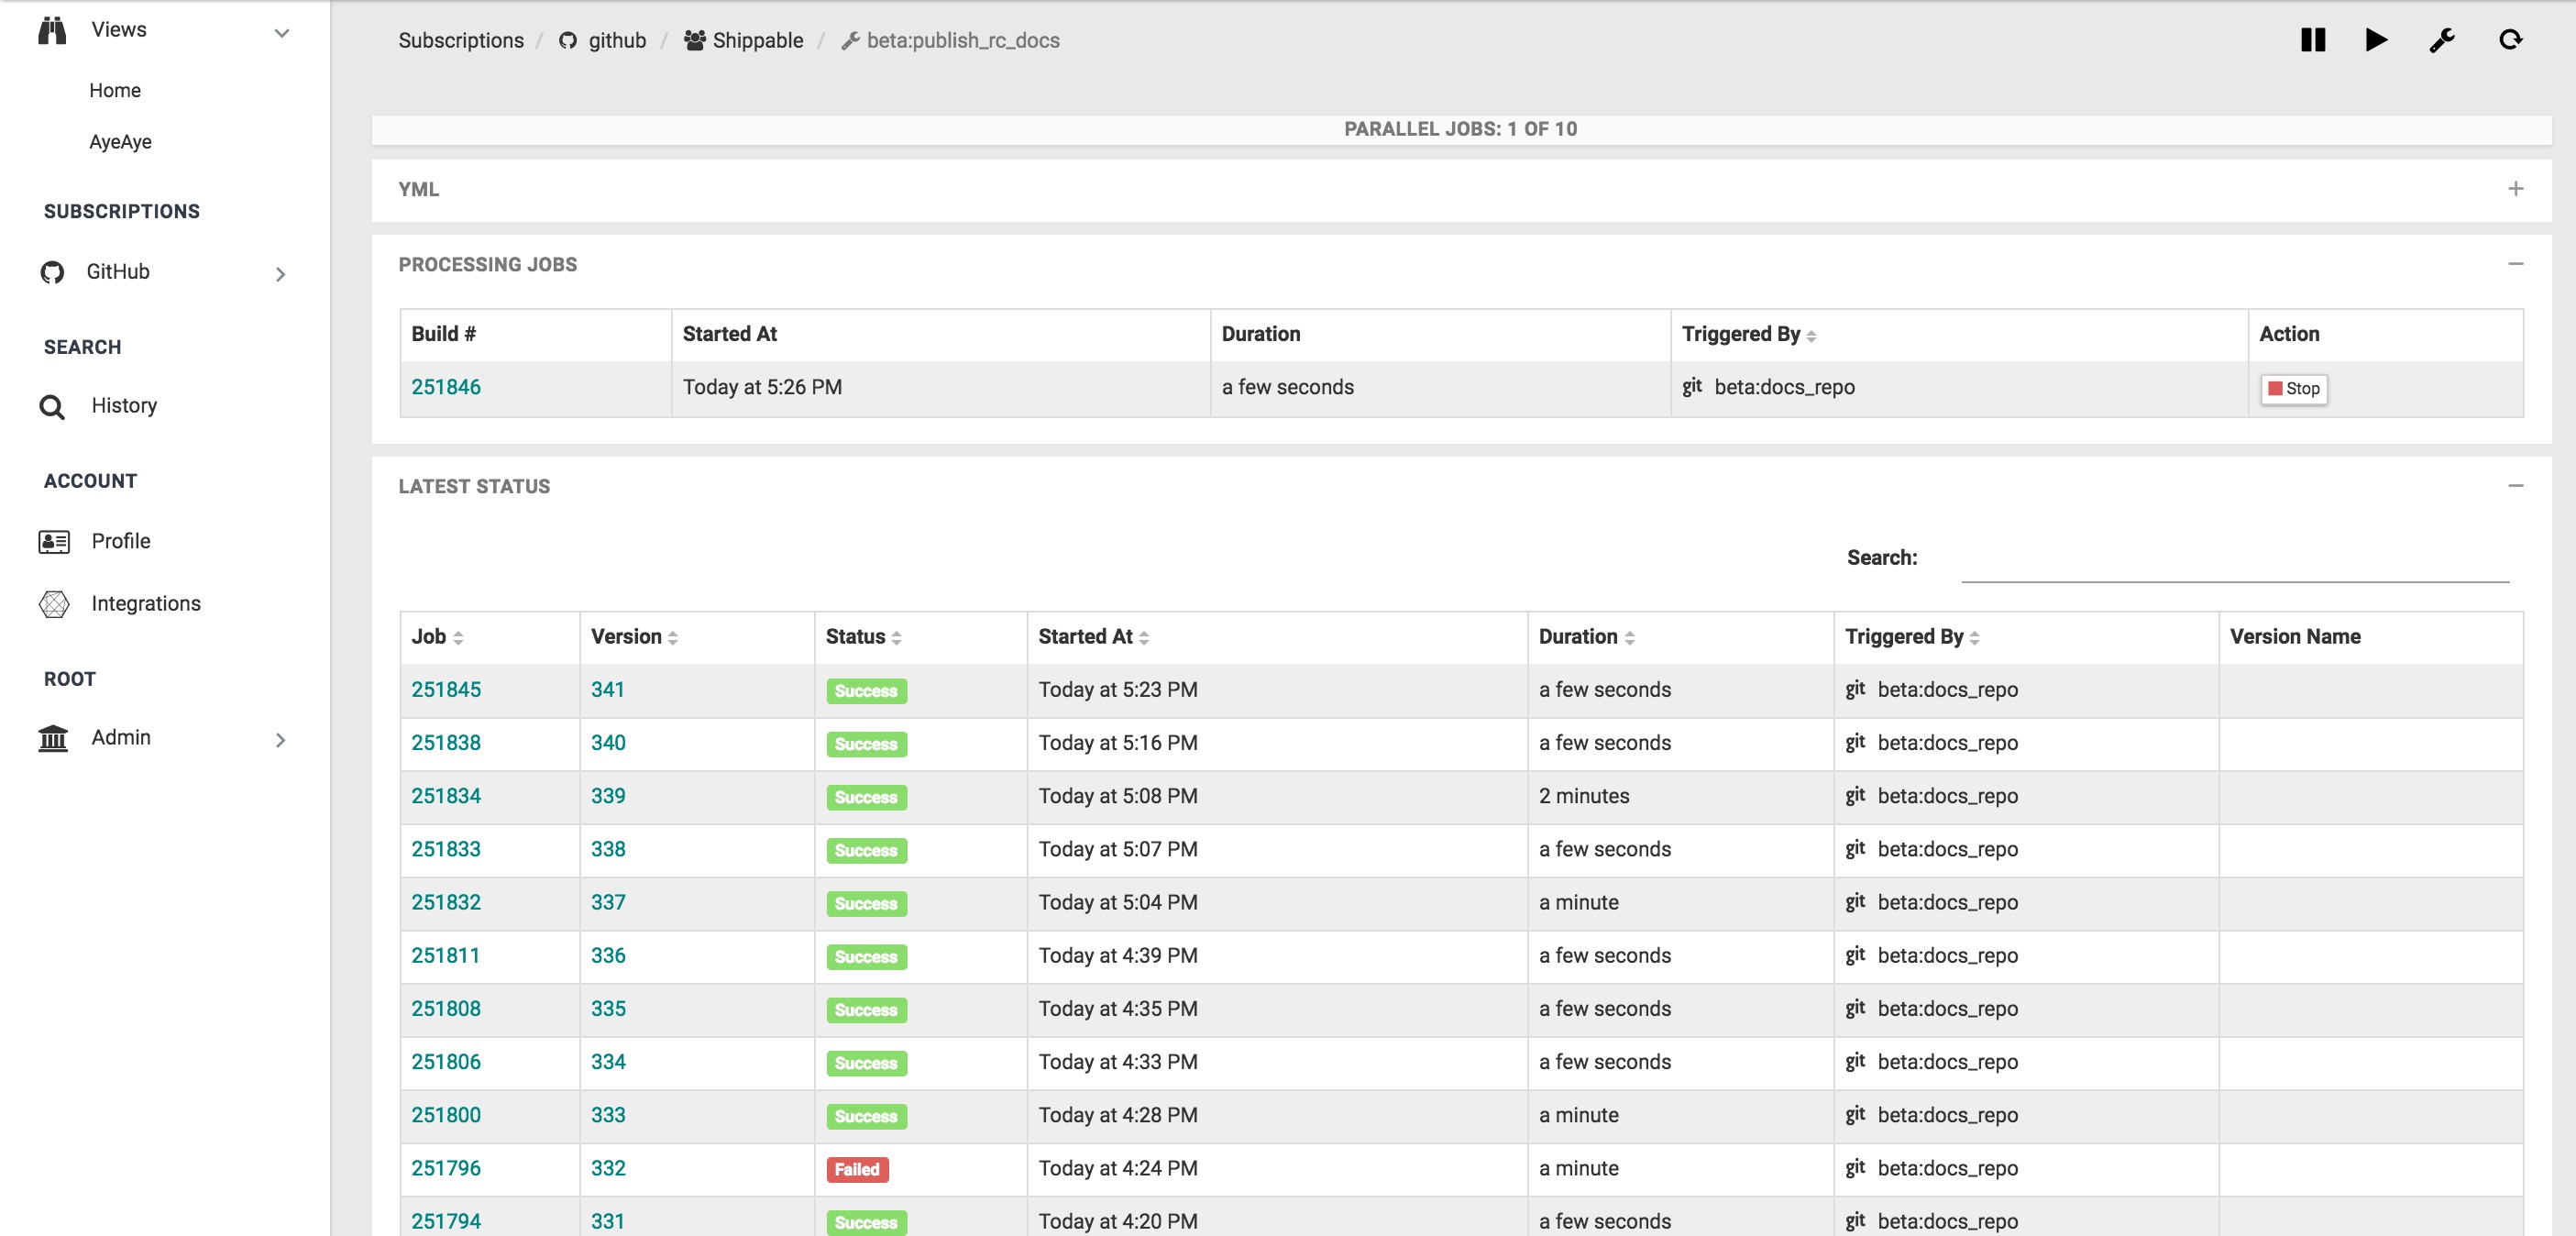 Views
Home
AyeAye
SUBSCRIPTIONS
GitHub
SEARCH
History
ACCOUNT
Profile
Integrations
ROOT
Admin
Subscriptions / github / Shippable / beta:publish_rc_docs
PARALLEL JOBS: 1 OF 10
YML
PROCESSING JOBS
Build # Started At Duration Triggered By Action
251846 Today at 5:26 PM a few seconds git beta:docs_repo Stop
LATEST STATUS
Search:
Job Version Status Started At Duration Triggered By Version Name
251845 341 Success Today at 5:23 PM a few seconds git beta:docs_repo
251838 340 Success Today at 5:16 PM a few seconds git beta:docs_repo
251834 339 Success Today at 5:08 PM 2 minutes git beta:docs_repo
251833 338 Success Today at 5:07 PM a few seconds git beta:docs_repo
251832 337 Success Today at 5:04 PM a minute git beta:docs_repo
251811 336 Success Today at 4:39 PM a few seconds git beta:docs_repo
251808 335 Success Today at 4:35 PM a few seconds git beta:docs_repo
251806 334 Success Today at 4:33 PM a few seconds git beta:docs_repo
251800 333 Success Today at 4:28 PM a minute git beta:docs_repo
251796 332 Failed Today at 4:24 PM a minute git beta:docs_repo
251794 331 Success Today at 4:20 PM a few seconds git beta:docs_repo